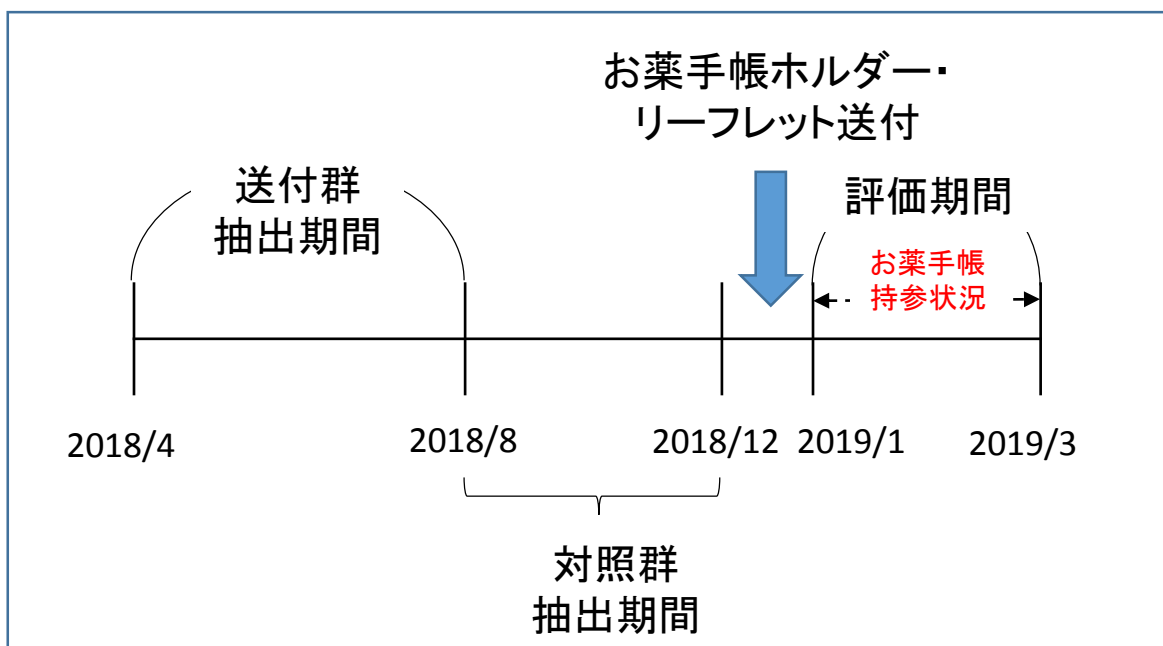 お薬手帳ホルダー・
リーフレット送付
送付群
抽出期間
評価期間
お薬手帳
持参状況
2018/4
2018/8
2018/12
2019/1
2019/3
対照群
抽出期間